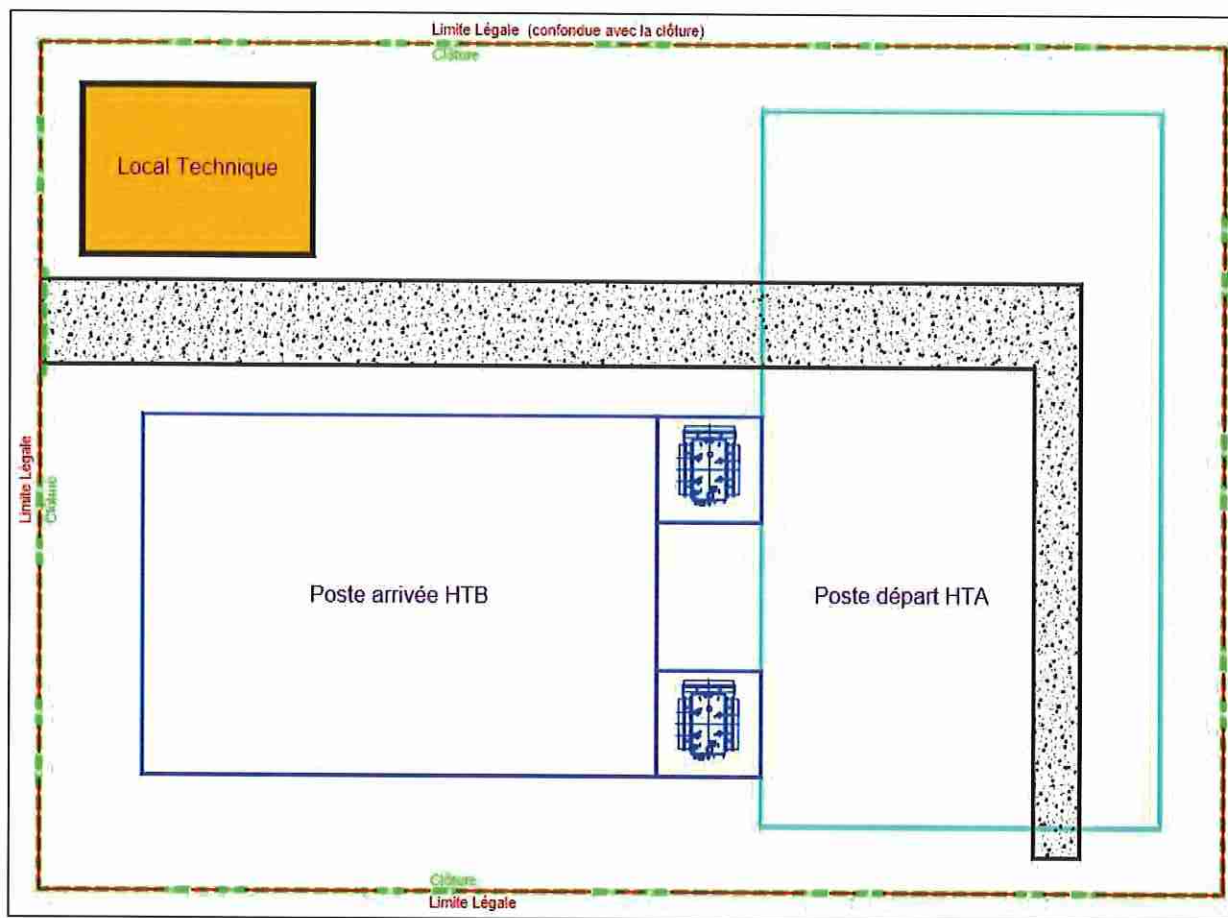 Limite Légale (confondue avec la clôture)
Clôture
Local Technique
Limite Légale
Clôture
Poste arrivée HTB
Poste départ HTA
Clôture
Limite Légale